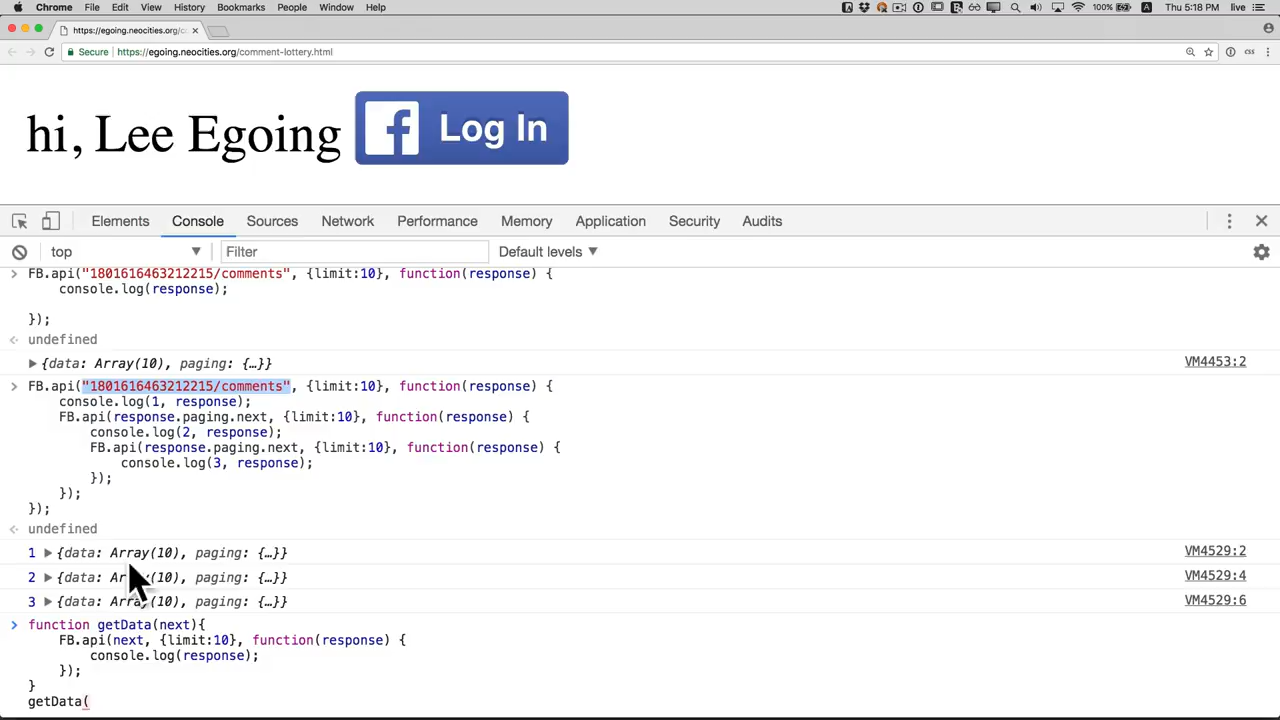 Chrome File Edit View History Bookmarks People Window Help 100% Thu 5:18 PM live
https://egoing.neocities.org/c
Secure https://egoing.neocities.org/comment-lottery.html css
hi, Lee Egoing f Log In
Elements Console Sources Network Performance Memory Application Security Audits
top Filter Default levels
FB.api("1801616463212215/comments", {limit:10}, function(response) {
console.log(response);
});
undefined
{data: Array(10), paging: {…}} VM4453:2
FB.api("1801616463212215/comments", {limit:10}, function(response) {
console.log(1, response);
FB.api(response.paging.next, {limit:10}, function(response) {
console.log(2, response);
FB.api(response.paging.next, {limit:10}, function(response) {
console.log(3, response);
});
});
});
undefined
1 {data: Array(10), paging: {…}} VM4529:2
2 {data: Array(10), paging: {…}} VM4529:4
3 {data: Array(10), paging: {…}} VM4529:6
function getData(next){
FB.api(next, {limit:10}, function(response) {
console.log(response);
});
}
getData(